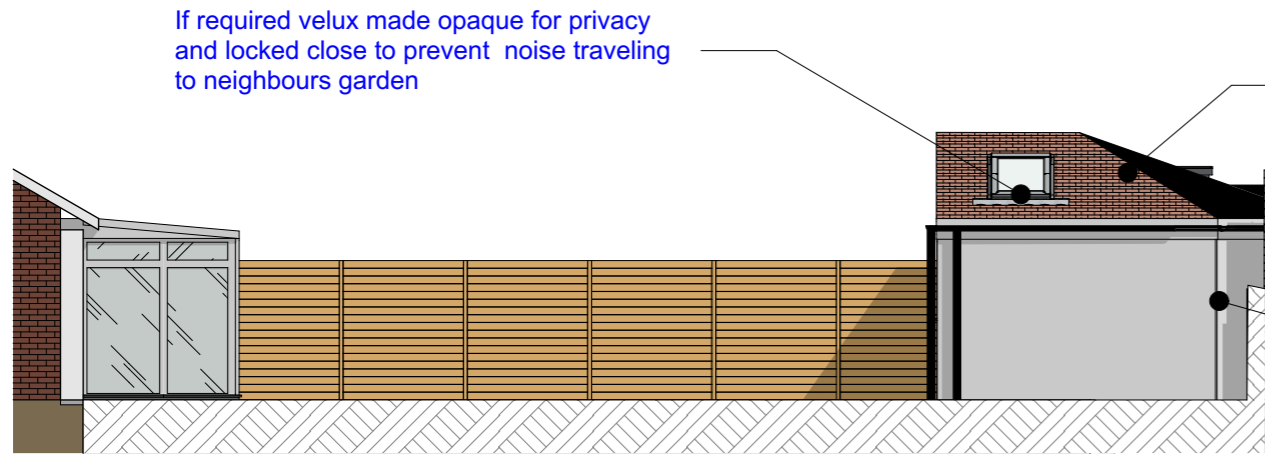 If required velux made opaque for privacy
and locked close to prevent noise traveling
to neighbours garden